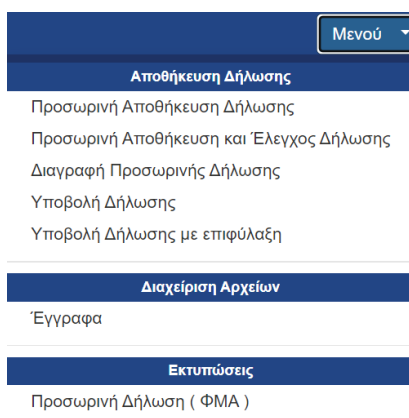 Μενού
Αποθήκευση Δήλωσης
Προσωρινή Αποθήκευση Δήλωσης
Προσωρινή Αποθήκευση και Έλεγχος Δήλωσης
Διαγραφή Προσωρινής Δήλωσης
Υποβολή Δήλωσης
Υποβολή Δήλωσης με επιφύλαξη
Διαχείριση Αρχείων
Έγγραφα
Εκτυπώσεις
Προσωρινή Δήλωση ( ΦΜΑ )